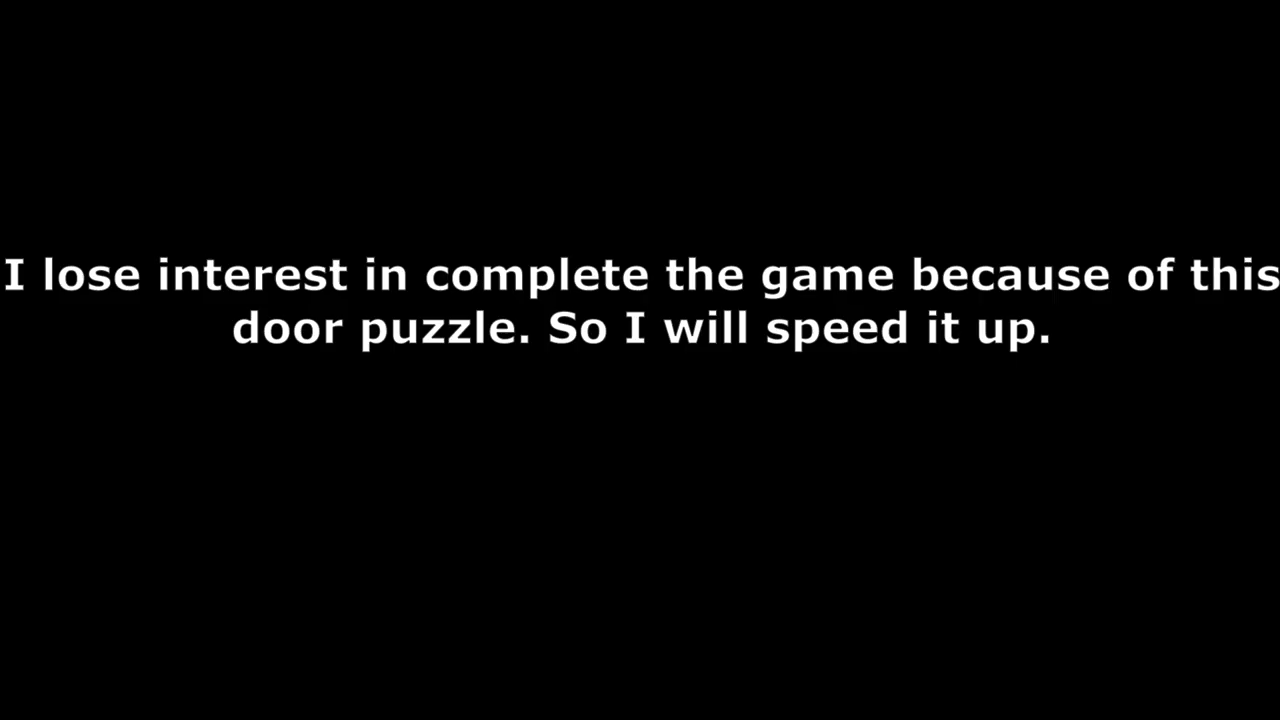 I lose interest in complete the game because of this
door puzzle. So I will speed it up.